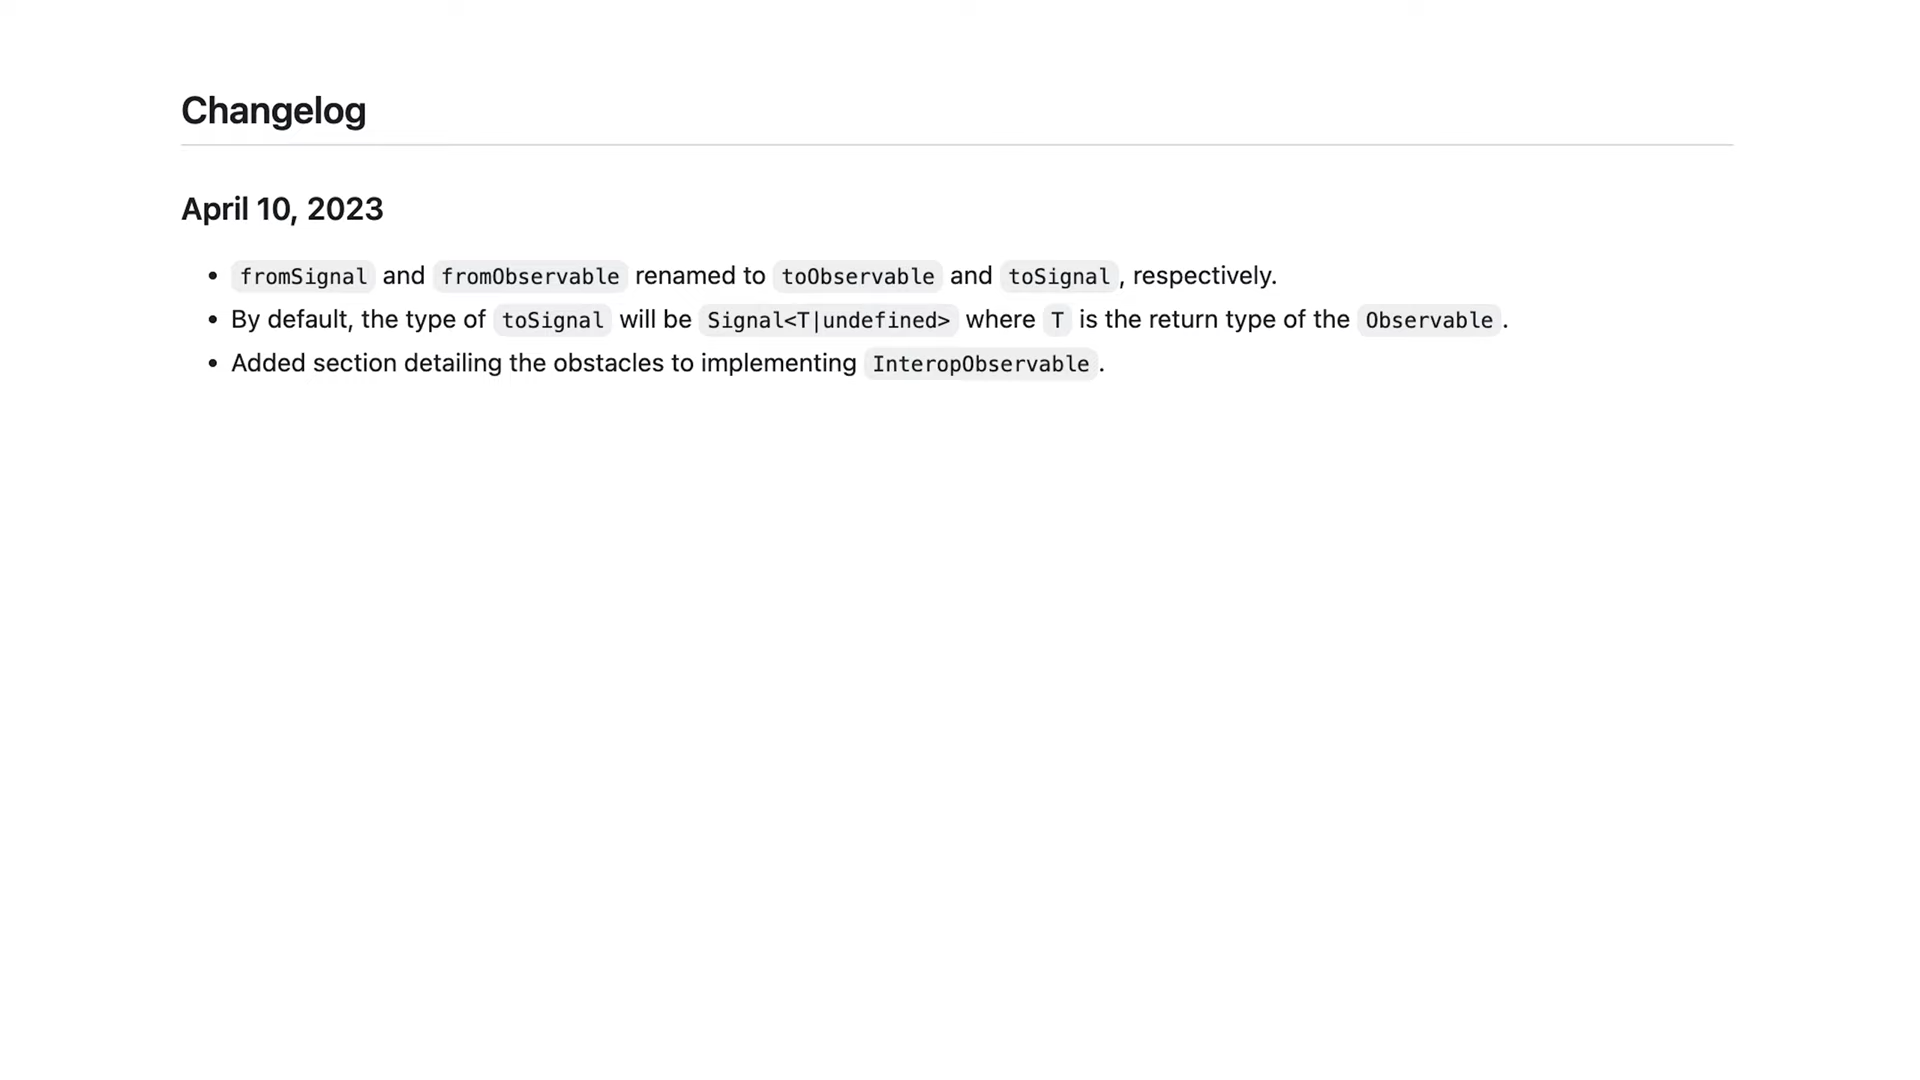 Changelog
April 10, 2023
• fromSignal and fromObservable renamed to toObservable and toSignal, respectively.
• By default, the type of toSignal will be Signal<T|undefined> where T is the return type of the Observable.
• Added section detailing the obstacles to implementing InteropObservable.